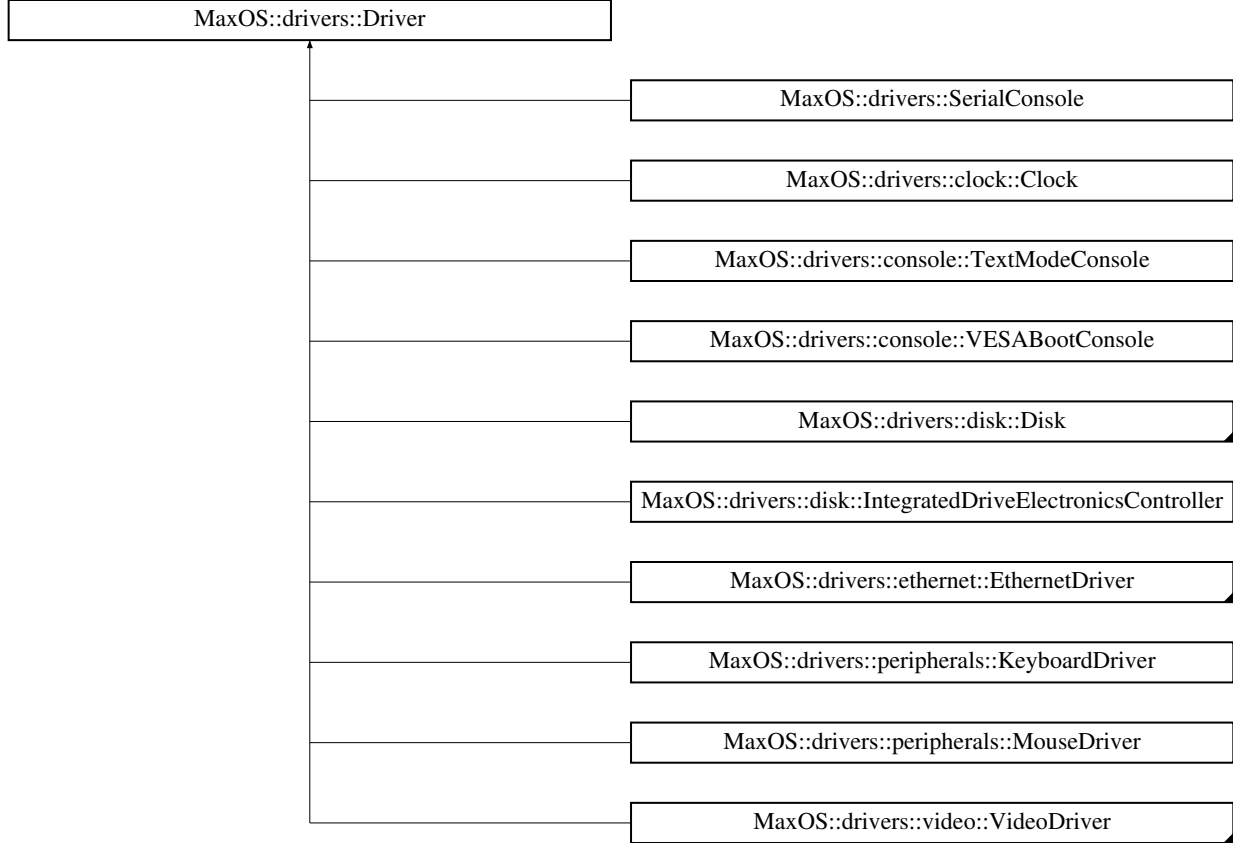 MaxOS::drivers::Driver
MaxOS::drivers::SerialConsole
MaxOS::drivers::clock::Clock
MaxOS::drivers::console::TextModeConsole
MaxOS::drivers::console::VESABootConsole
MaxOS::drivers::disk::Disk
MaxOS::drivers::disk::IntegratedDriveElectronicsController
MaxOS::drivers::ethernet::EthernetDriver
MaxOS::drivers::peripherals::KeyboardDriver
MaxOS::drivers::peripherals::MouseDriver
MaxOS::drivers::video::VideoDriver